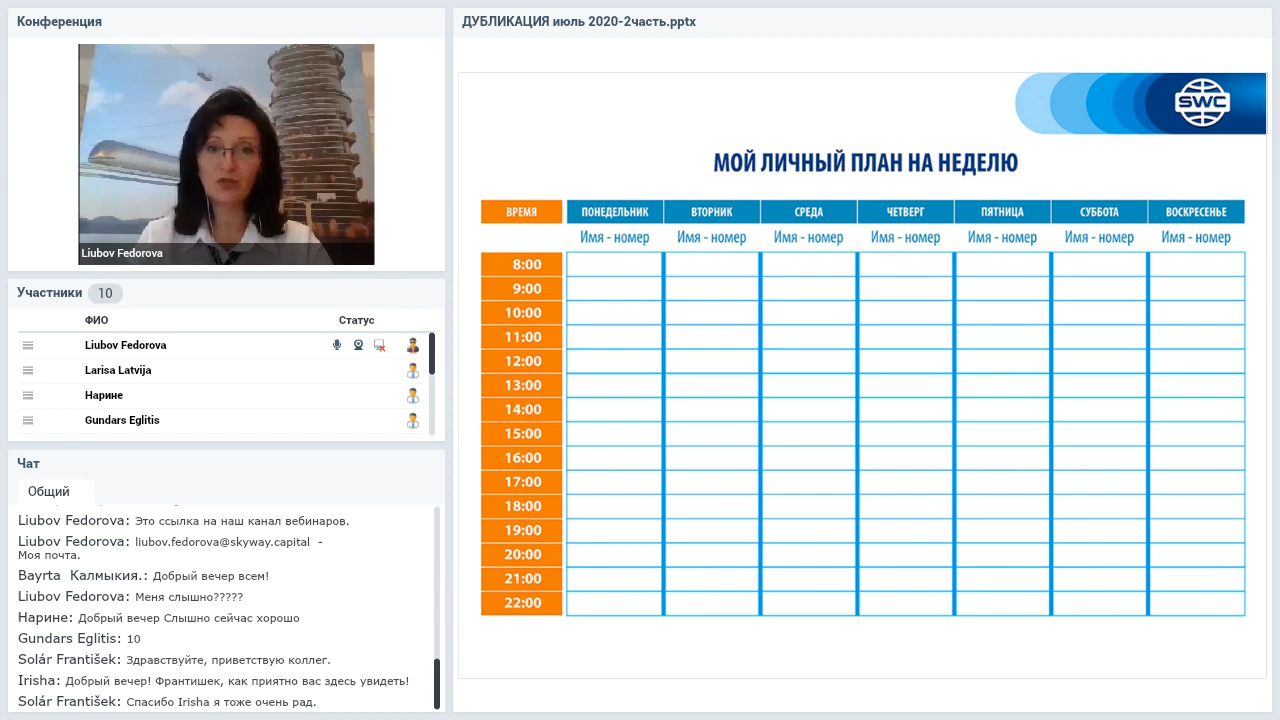 Конференция
Liubov Fedorova
Участники 10
ФИО Статус
Liubov Fedorova
Larisa Latvija
Нарине
Gundars Eglitis
Чат
Общий
Liubov Fedorova: Это ссылка на наш канал вебинаров.
Liubov Fedorova: liubov.fedorova@skyway.capital -
Моя почта.
Bayrta Калмыкия.: Добрый вечер всем!
Liubov Fedorova: Меня слышно?????
Нарине: Добрый вечер Слышно сейчас хорошо
Gundars Eglitis: 10
Solár František: Здравствуйте, приветствую коллег.
Irisha: Добрый вечер! Франтишек, как приятно вас здесь увидеть!
Solár František: Спасибо Irisha я тоже очень рад.
ДУБЛИКАЦИЯ июль 2020-2часть.pptx
SWC
МОЙ ЛИЧНЫЙ ПЛАН НА НЕДЕЛЮ
ВРЕМЯ ПОНЕДЕЛЬНИК ВТОРНИК СРЕДА ЧЕТВЕРГ ПЯТНИЦА СУББОТА ВОСКРЕСЕНЬЕ
Имя - номер Имя - номер Имя - номер Имя - номер Имя - номер Имя - номер Имя - номер
8:00
9:00
10:00
11:00
12:00
13:00
14:00
15:00
16:00
17:00
18:00
19:00
20:00
21:00
22:00